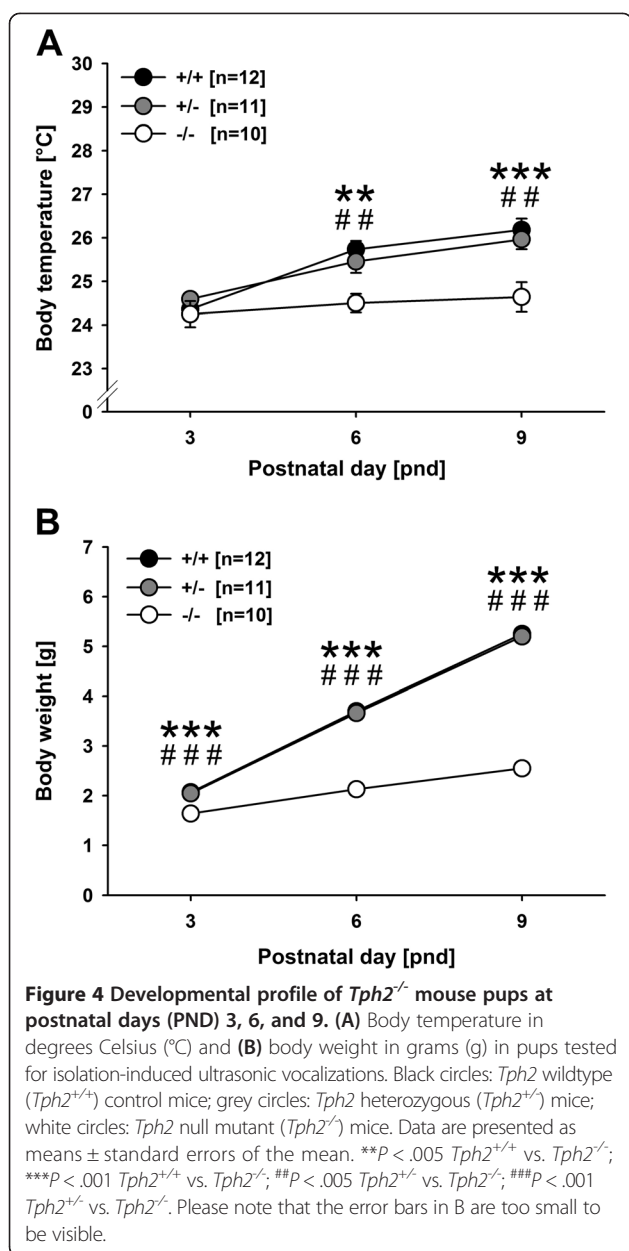 A
+/+ [n=12]
+/- [n=11]
-/- [n=10]
Body temperature [°C]
30
29
28
27
26
25
24
23
0
**
##
***
##
3
6
9
Postnatal day [pnd]
B
+/+ [n=12]
+/- [n=11]
-/- [n=10]
Body weight [g]
7
6
5
4
3
2
1
0
***
###
***
###
***
###
3
6
9
Postnatal day [pnd]
Figure 4 Developmental profile of Tph2-/- mouse pups at
postnatal days (PND) 3, 6, and 9. (A) Body temperature in
degrees Celsius (°C) and (B) body weight in grams (g) in pups tested
for isolation-induced ultrasonic vocalizations. Black circles: Tph2 wildtype
(Tph2+/+) control mice; grey circles: Tph2 heterozygous (Tph2+/-) mice;
white circles: Tph2 null mutant (Tph2-/-) mice. Data are presented as
means ± standard errors of the mean. **P < .005 Tph2+/+ vs. Tph2-/-;
***P < .001 Tph2+/+ vs. Tph2-/-; ##P < .005 Tph2+/- vs. Tph2-/-; ###P < .001
Tph2+/- vs. Tph2-/-. Please note that the error bars in B are too small to
be visible.